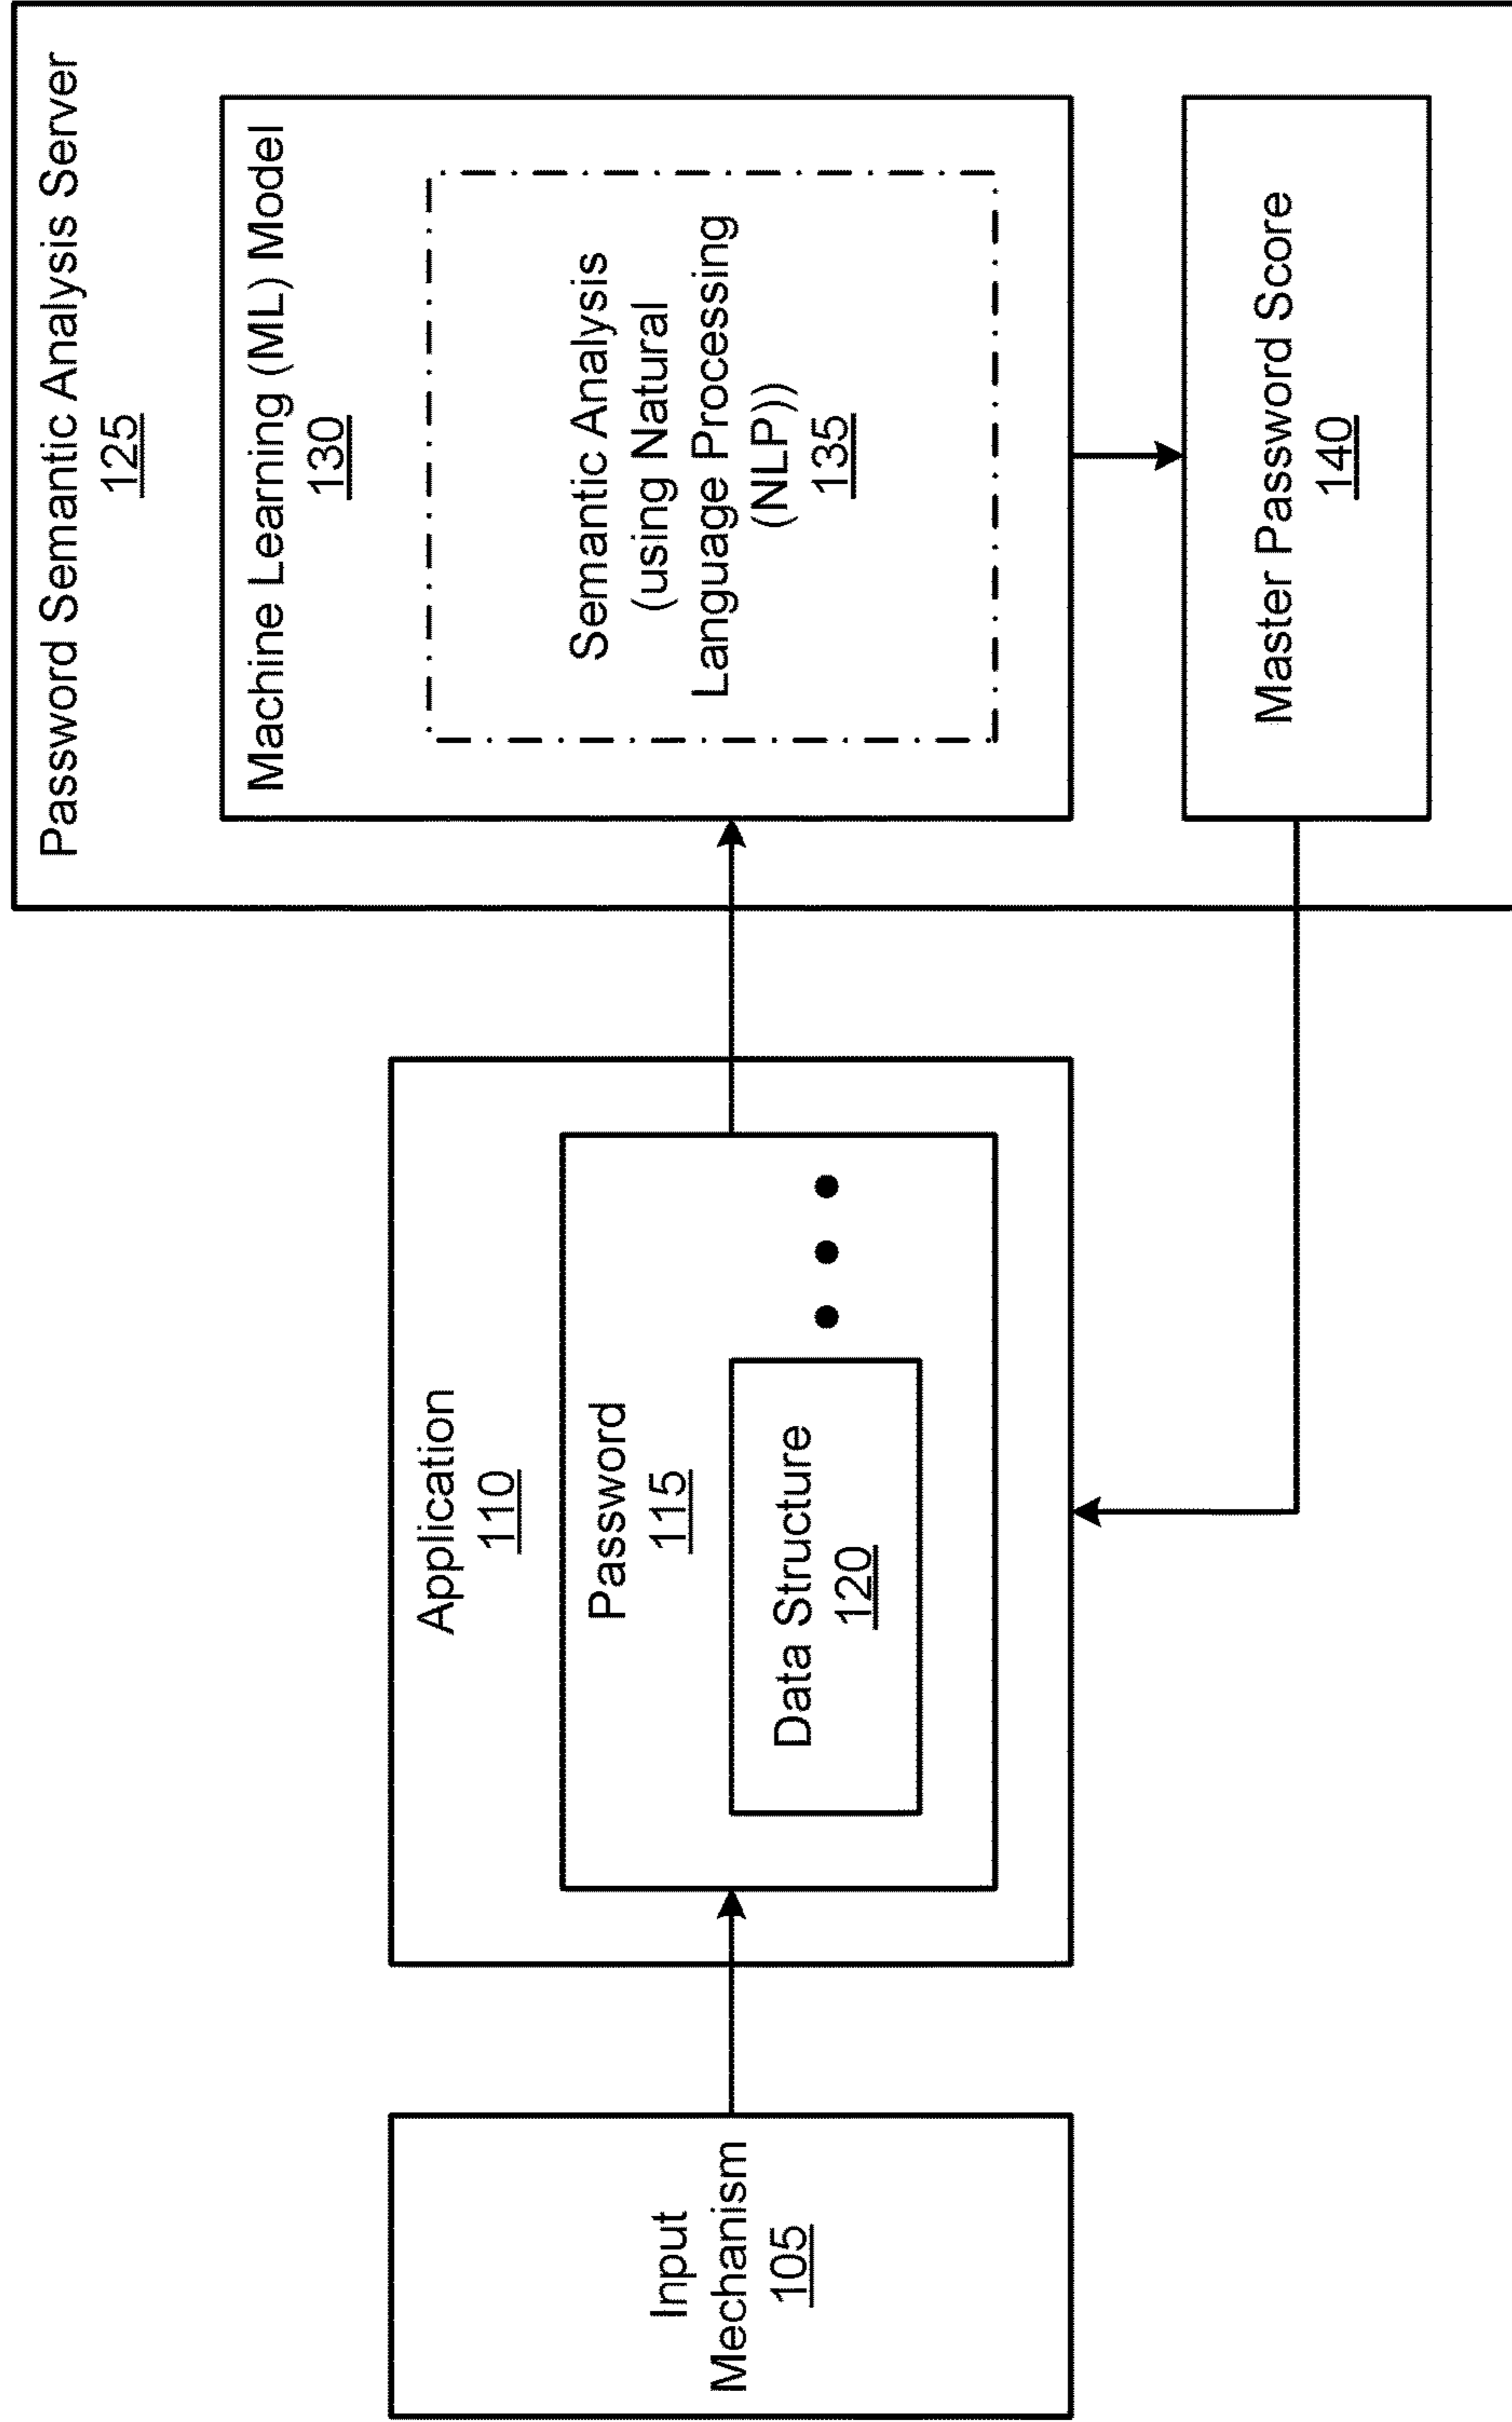 Input
Mechanism
105
Application
110
Password
115
Data Structure
120
Password Semantic Analysis Server
125
Machine Learning (ML) Model
130
Semantic Analysis
(using Natural
Language Processing
(NLP))
135
Master Password Score
140